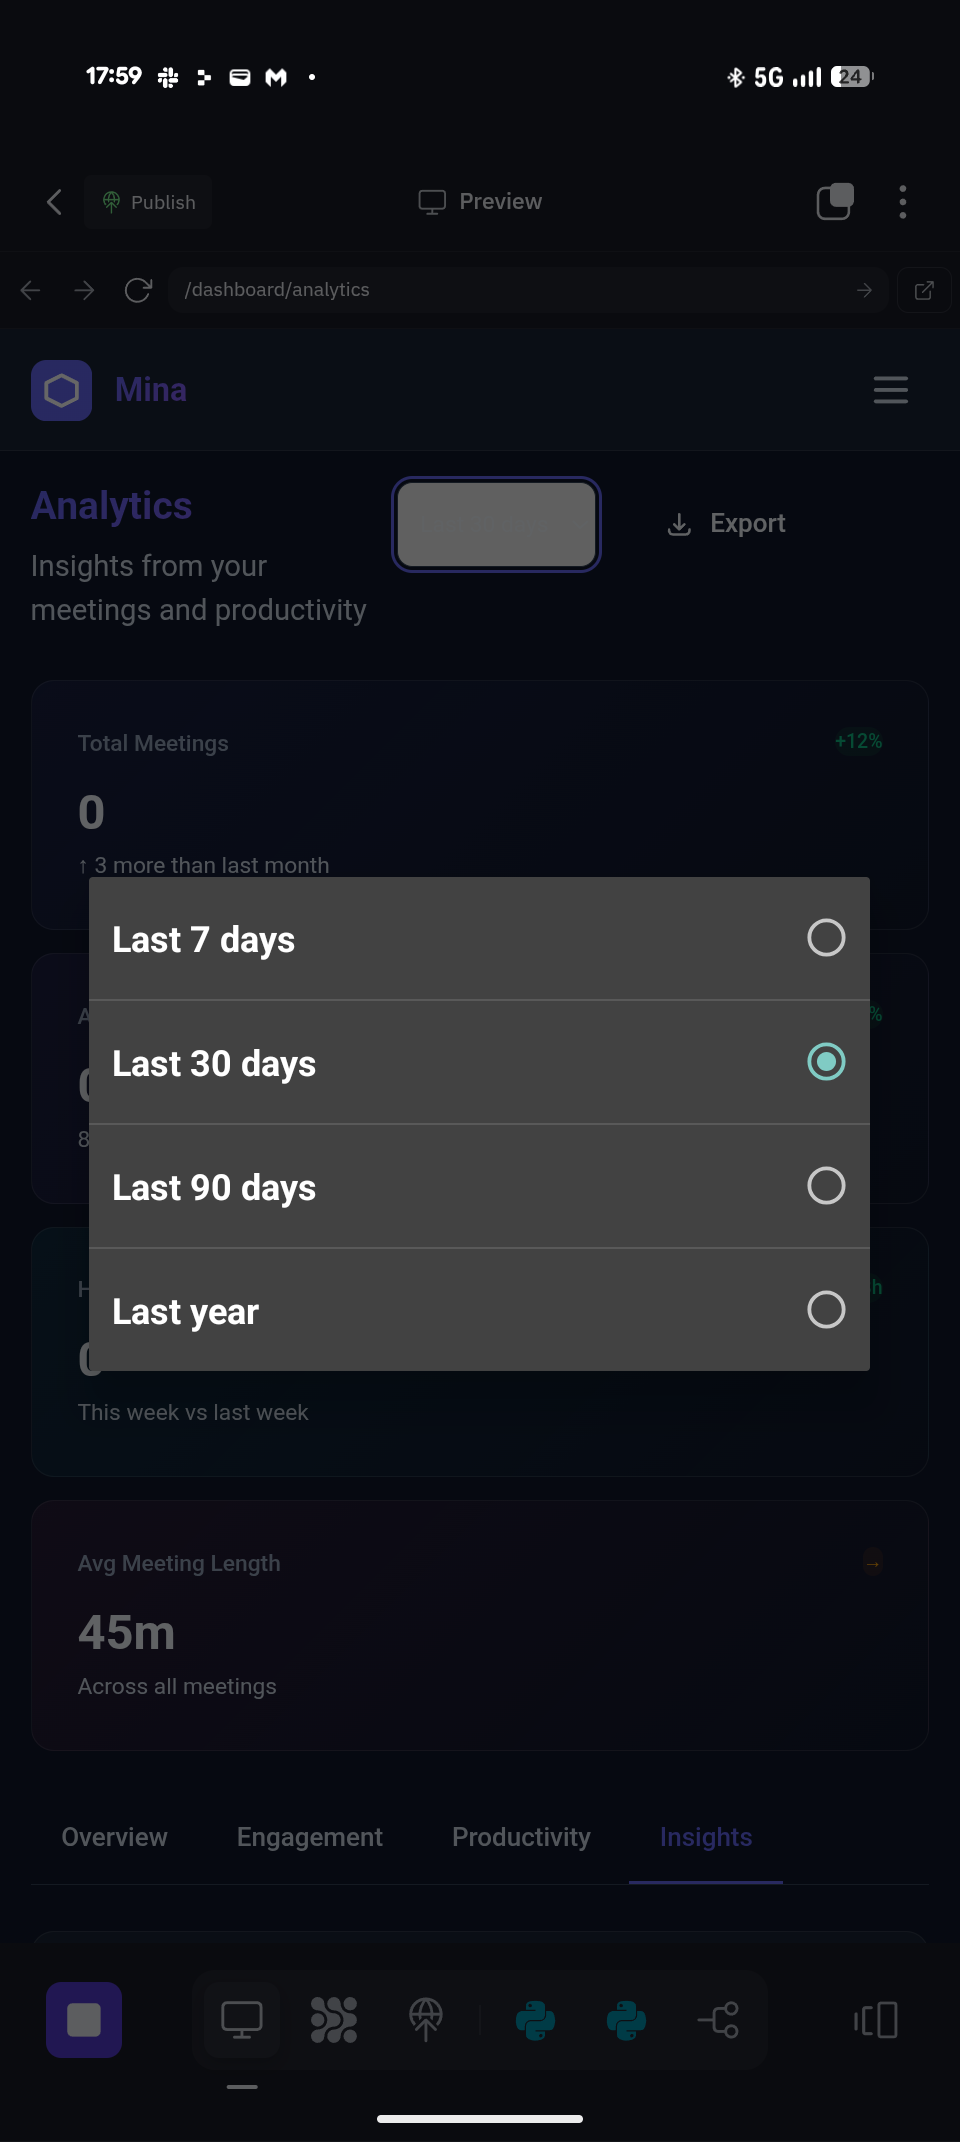 17:59
5G
24
Publish
Preview
/dashboard/analytics
Mina
Analytics
Export
Insights from your
meetings and productivity
Total Meetings
+12%
0
↑ 3 more than last month
Last 7 days
Last 30 days
Last 90 days
Last year
This week vs last week
Avg Meeting Length
→
45m
Across all meetings
Overview
Engagement
Productivity
Insights